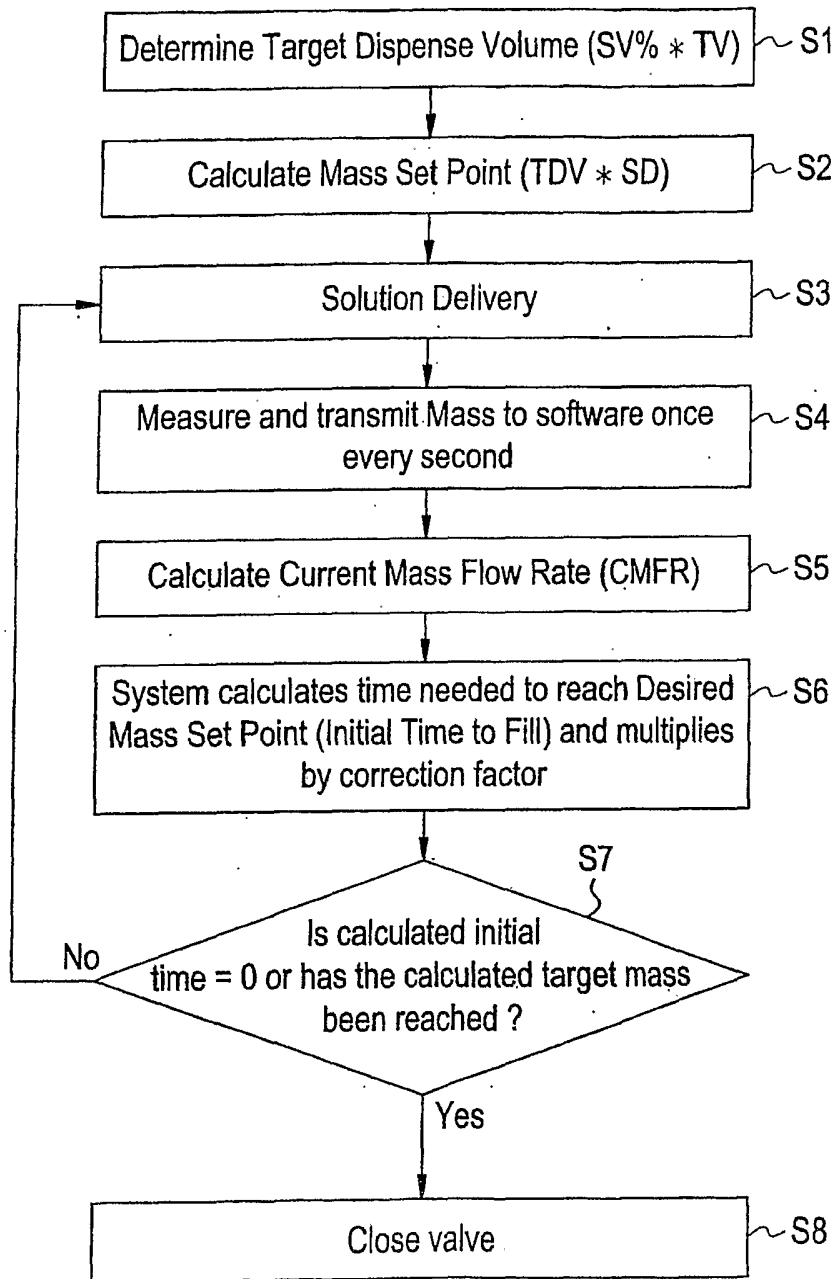 Determine Target Dispense Volume (SV% * TV)
S1
Calculate Mass Set Point (TDV * SD)
S2
Solution Delivery
S3
Measure and transmit Mass to software once
every second
S4
Calculate Current Mass Flow Rate (CMFR)
S5
System calculates time needed to reach Desired
Mass Set Point (Initial Time to Fill) and multiplies
by correction factor
S6
S7
Is calculated initial
time = 0 or has the calculated target mass
been reached ?
No
Yes
Close valve
S8